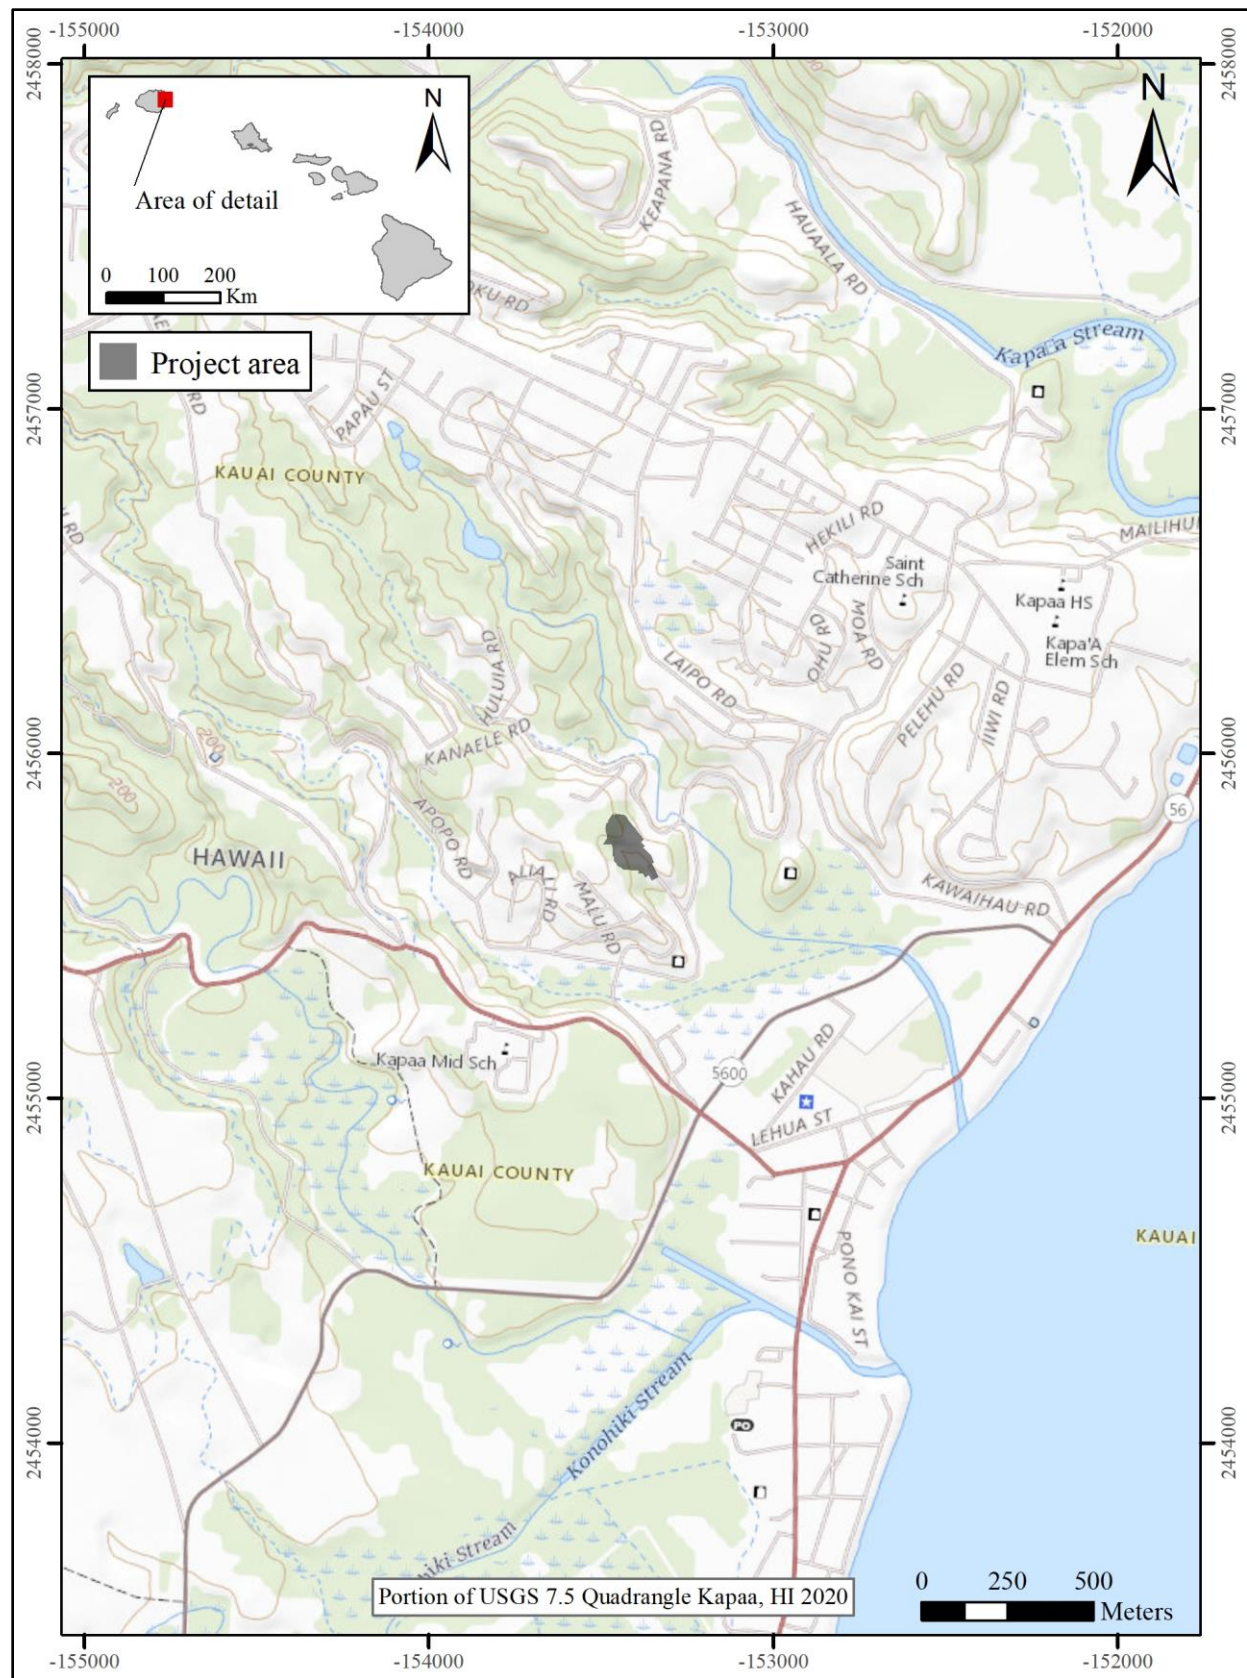 -155000
-154000
-153000
-152000
2458000
2458000
N
Area of detail
0 100 200
Km
N
Project area
KEAPANA RD
HAUAALA RD
OKU RD
Kapa'a Stream
2457000
2457000
PAPAU ST
RD
KAUAI COUNTY
HEKILI RD
MAILIHU
RD
Saint
Catherine Sch
Kapaa HS
Kapa'A
Elem Sch
MOA RD
OHU RD
LAIPO RD
PELEHU RD
IIWI RD
HULUIA RD
KANAELE RD
2456000
2456000
200
200
56
APOPO RD
HAWAII
ALIALI RD
MALU RD
KAWAIHAU RD
Kapaa Mid Sch
5600
KAHAU RD
2455000
2455000
LEHUA ST
KAUAI COUNTY
KAUAI
PONO KAI ST
Konohiki Stream
PO
2454000
2454000
hiki Stream
Portion of USGS 7.5 Quadrangle Kapaa, HI 2020
0 250 500
Meters
-155000
-154000
-153000
-152000